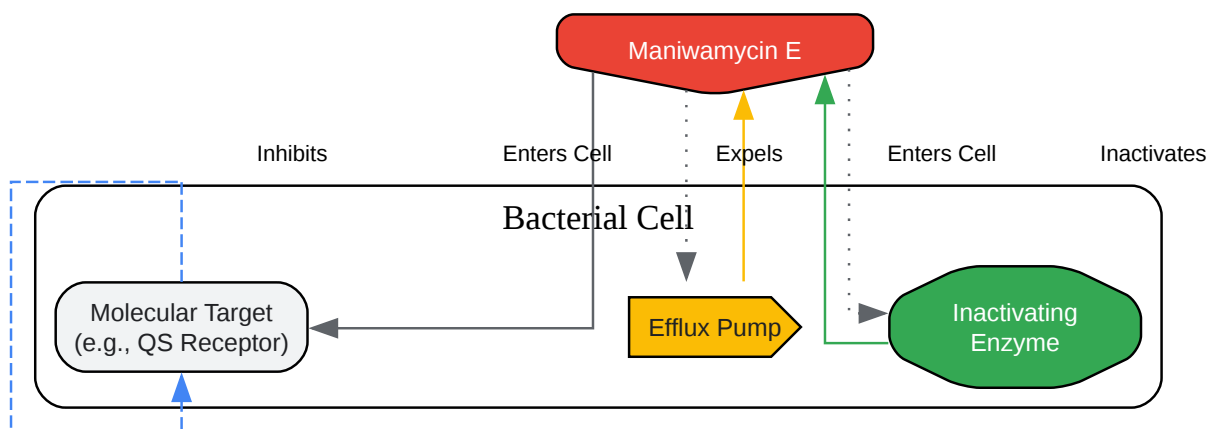 Maniwamycin E
Inhibits
Enters Cell
Expels
Enters Cell
Inactivates
Bacterial Cell
Molecular Target
(e.g., QS Receptor)
Efflux Pump
Inactivating
Enzyme